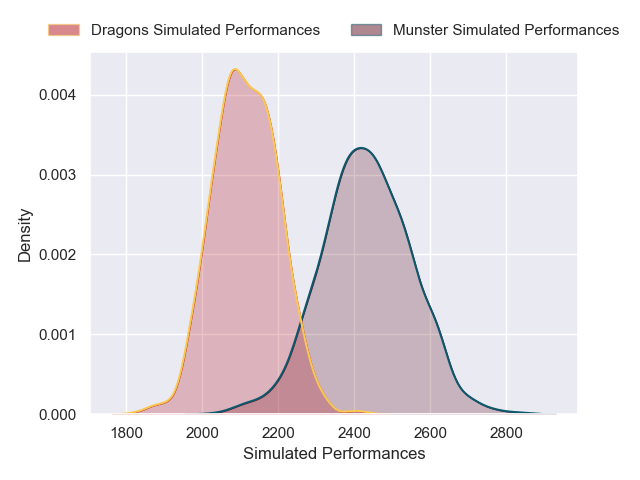 Dragons Simulated Performances Munster Simulated Performances
0.004
0.003
0.002
0.001
0.000
Density
1800 2000 2200 2400 2600 2800
Simulated Performances